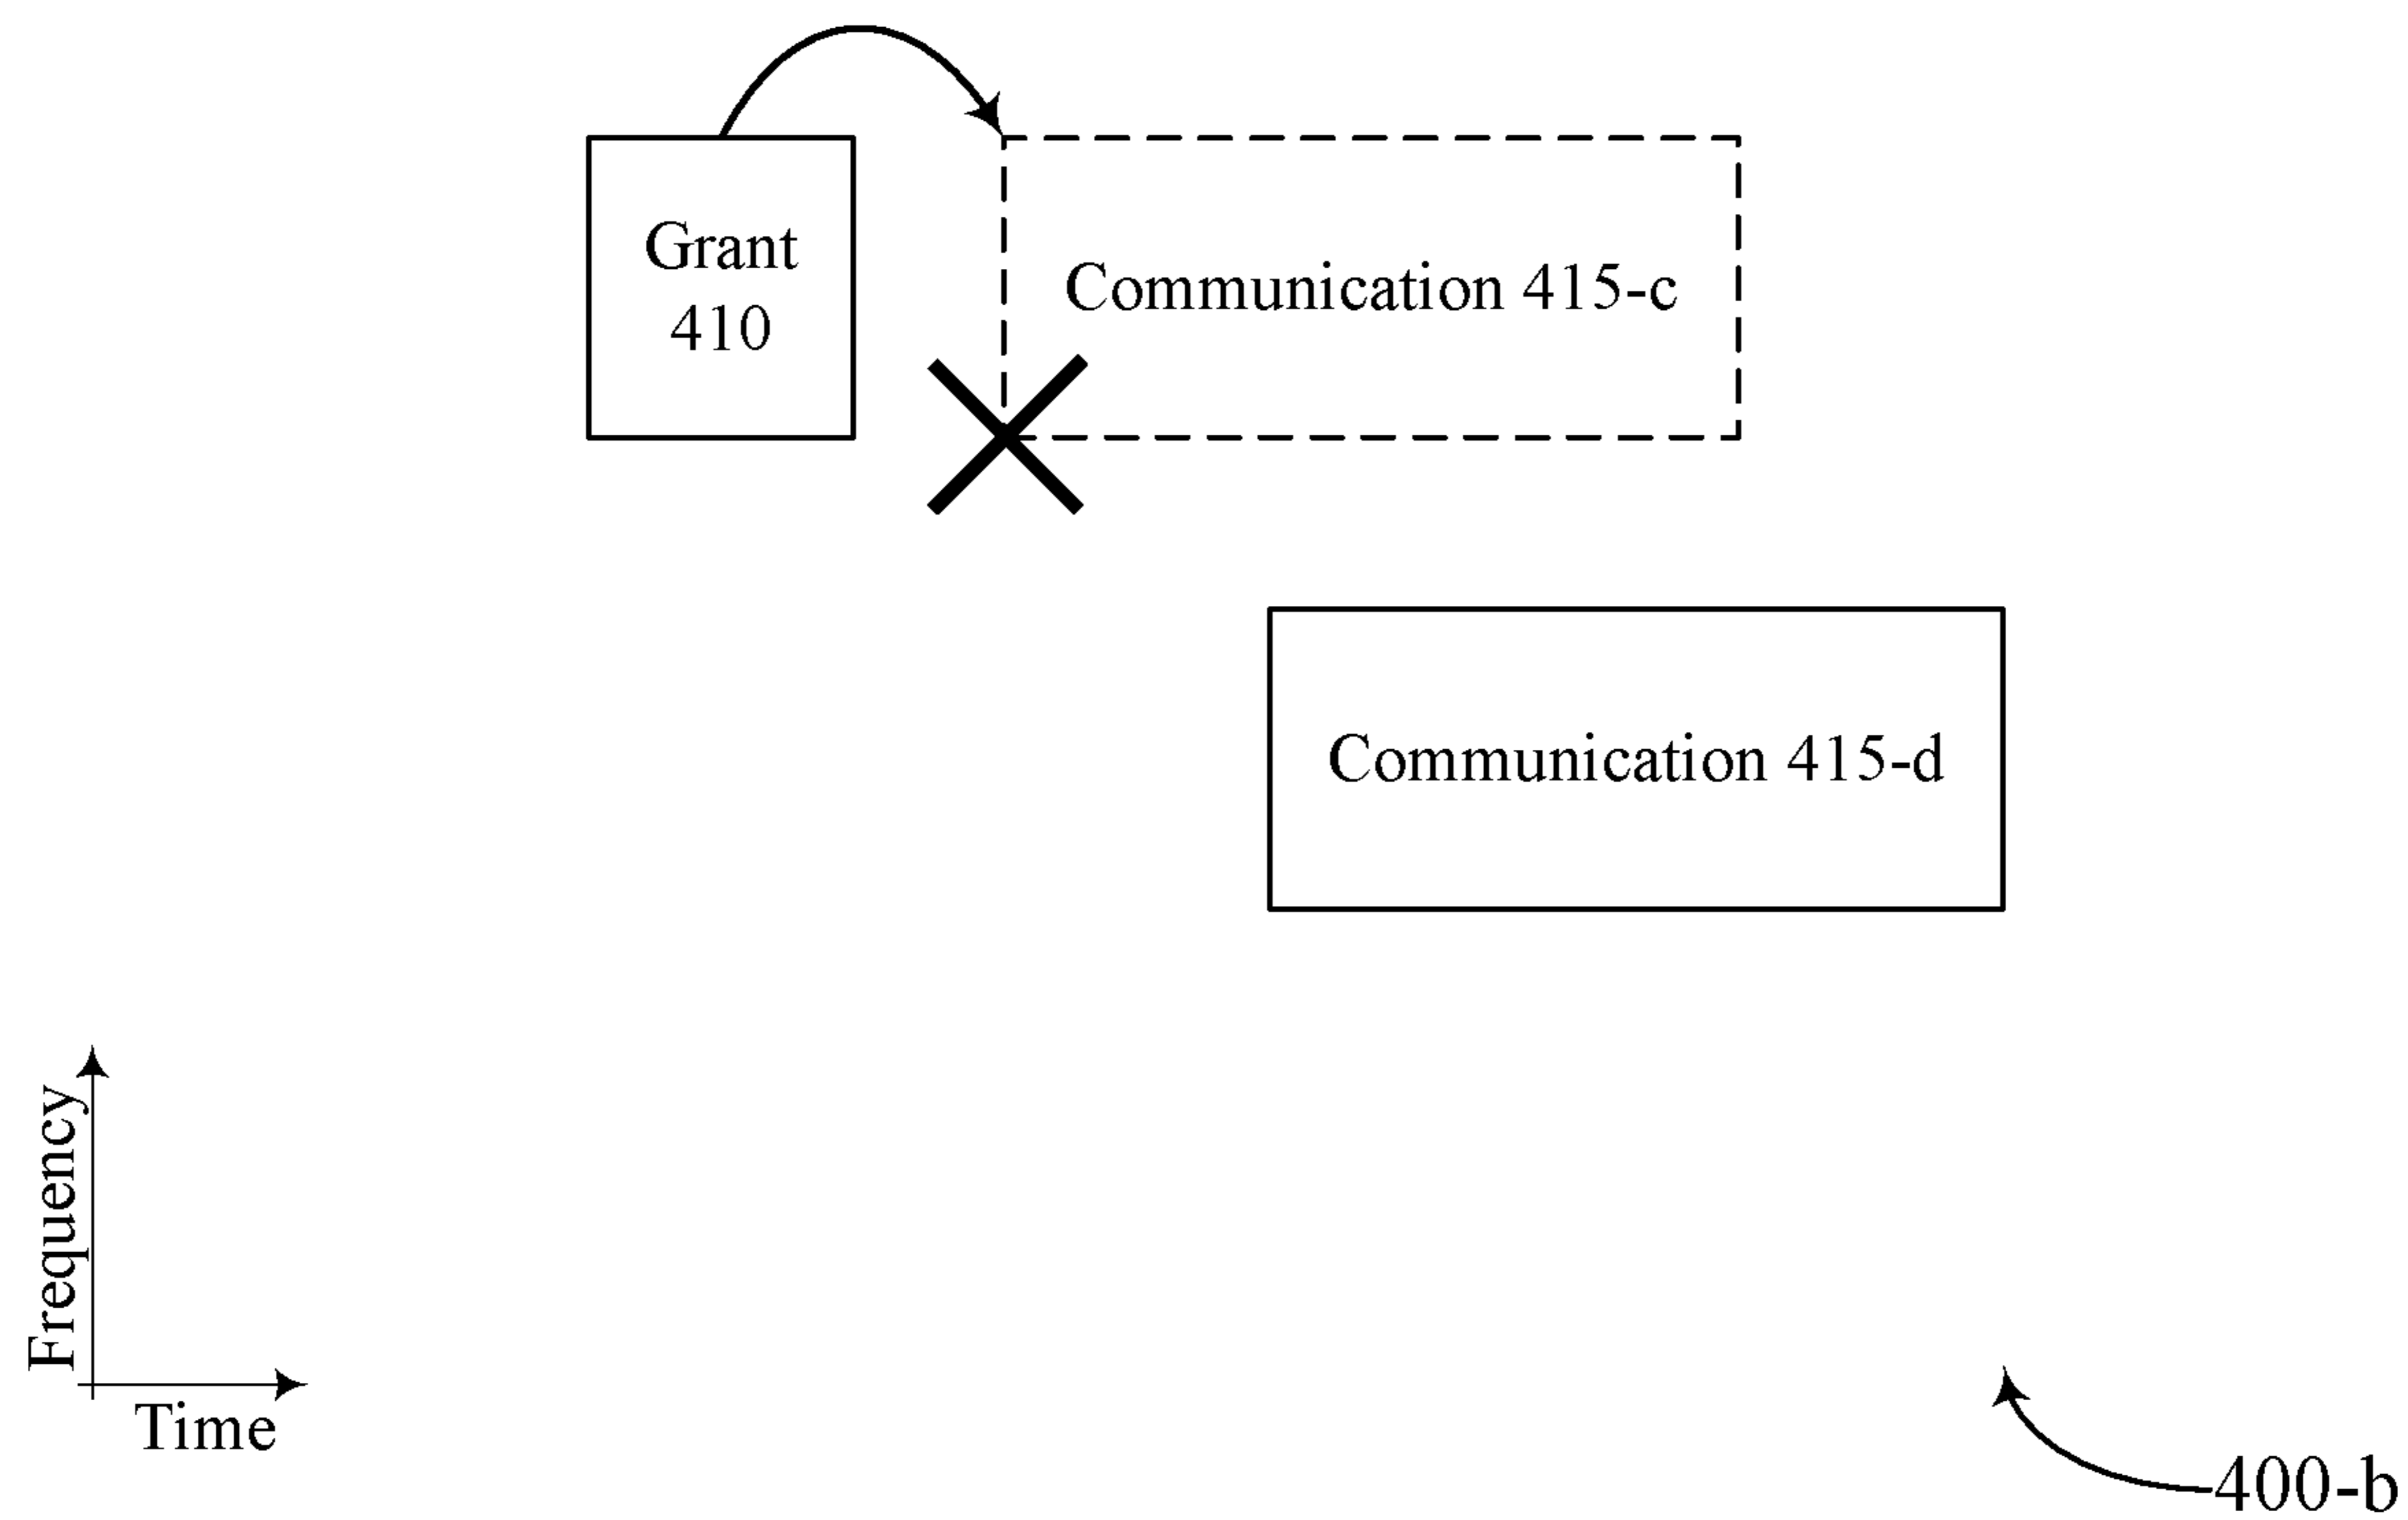 Grant
410
Communication 415-c
Communication 415-d
Frequency
Time
400-b